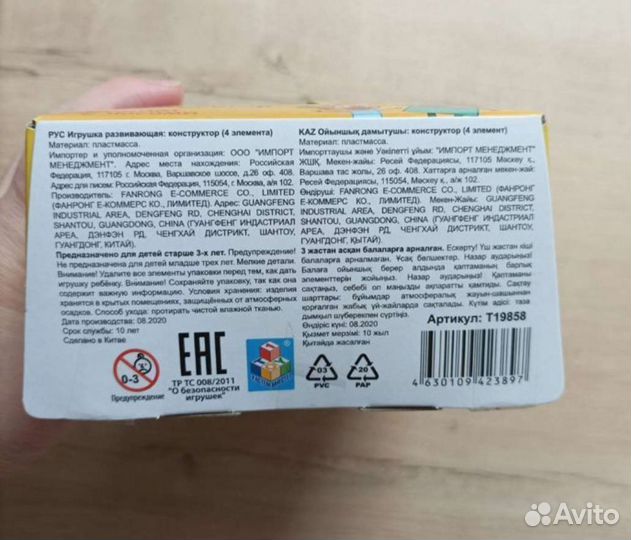 РУС Игрушка развивающая: конструктор (4 элемента)
Материал: пластмасса.
Импортер и уполномоченная организация: ООО "ИМПОРТ
МЕНЕДЖМЕНТ". Адрес места нахождения: Российская
Федерация, 117105 г. Москва, Варшавское шоссе, д.26 оф. 408.
Адрес для писем: Российская Федерация, 115054, г. Москва, а/я 102.
Производитель: FANRONG E-COMMERCE CO., LIMITED
(ФАНРОНГ Е-КОММЕРС КО., ЛИМИТЕД). Адрес: GUANGFENG
INDUSTRIAL AREA, DENGFENG RD, CHENGHAI DISTRICT,
SHANTOU, GUANGDONG, CHINA (ГУАНГФЕНГ ИНДАСТРИАЛ
АРЕА, ДЭНФЭН РД, ЧЕНГХАЙ ДИСТРИКТ, ШАНТОУ,
ГУАНГДОНГ, КИТАЙ).
Предназначено для детей старше 3-х лет. Предупреждение!
Не предназначено для детей младше трех лет. Мелкие детали.
Внимание! Удалите все элементы упаковки перед тем, как дать
игрушку ребёнку. Внимание! Сохраняйте упаковку, так как она
содержит важную информацию. Условия хранения: изделия
хранятся в крытых помещениях, защищённых от атмосферных
осадков. Способ ухода: протирать чистой влажной тканью.
Дата производства: 08.2020
Срок службы: 10 лет
Сделано в Китае
0-3
Предупреждение
EAC
ТР ТС 008/2011
"О безопасности
игрушек"
KAZ Ойыншық дамытушы: конструктор (4 элемент)
Материал: пластмасса.
Импорттаушы және Уәкілетті ұйым: "ИМПОРТ МЕНЕДЖМЕНТ"
ЖШҚ. Мекен-жайы: Ресей Федерациясы, 117105 Мәскеу қ.,
Варшава тас жолы, 26 оф. 408. Хаттарға арналған мекен-жай:
Ресей Федерациясы, 115054, Мәскеу қ., а/ж 102.
Өндіруші: FANRONG E-COMMERCE CO., LIMITED
(ФАНРОНГ Е-КОММЕРС КО., ЛИМИТЕД). Мекен-Жайы: GUANGFENG
INDUSTRIAL AREA, DENGFENG RD, CHENGHAI DISTRICT,
SHANTOU, GUANGDONG, CHINA (ГУАНГФЕНГ ИНДАСТРИАЛ
АРЕА, ДЭНФЭН РД, ЧЕНГХАЙ ДИСТРИКТ, ШАНТОУ,
ГУАНГДОНГ, ҚЫТАЙ).
3 жастан асқан балаларға арналған. Ескерту! Үш жастан кіші
балаларға арналмаған. Ұсақ бөлшектер. Назар аударыңыз!
Балаға ойыншық берер алдында қаптаманың барлық
элементтерін жойыңыз. Назар аударыңыз! Қаптаманы
сақтаңыз, себебі ол маңызды ақпаратты қамтиды. Сақтау
шарттары: бұйымдар атмосфералық жауын-шашыннан
қорғалған жабық үй-жайларда сақталады. Күтім әдісі: таза
дымқыл шүберекпен сүртіңіз.
Өндіріс күні: 08.2020
Қызмет мерзімі: 10 жыл
Қытайда жасалған
03
PVC
20
PAP
Артикул: T19858
4 630109 423897
Avito